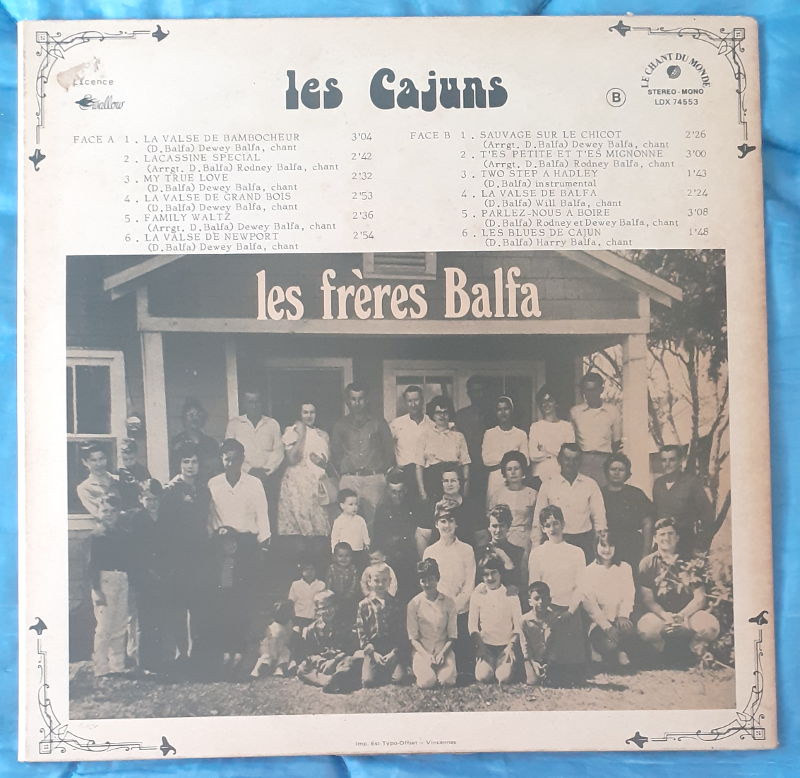 Licence
Swallow
les Cajuns
B
LE CHANT DU MONDE
STEREO - MONO
LDX 74553
FACE A 1. LA VALSE DE BAMBOCHEUR 3'04
(D. Balfa) Dewey Balfa, chant
2. LACASSINE SPECIAL 2'42
(Arrgt. D. Balfa) Rodney Balfa, chant
3. MY TRUE LOVE 2'32
(D. Balfa) Dewey Balfa, chant
4. LA VALSE DE GRAND BOIS 2'53
(D. Balfa) Dewey Balfa, chant
5. FAMILY WALTZ 2'36
(Arrgt. D. Balfa) Dewey Balfa, chant
6. LA VALSE DE NEWPORT 2'54
(D. Balfa) Dewey Balfa, chant
FACE B 1. SAUVAGE SUR LE CHICOT 2'26
(Arrgt. D. Balfa) Dewey Balfa, chant
2. T'ES PETITE ET T'ES MIGNONNE 3'00
(Arrgt. D. Balfa) Rodney Balfa, chant
3. TWO STEP A HADLEY 1'43
(D. Balfa) instrumental
4. LA VALSE DE BALFA 2'24
(D. Balfa) Will Balfa, chant
5. PARLEZ-NOUS A BOIRE 3'08
(D. Balfa) Rodney et Dewey Balfa, chant
6. LES BLUES DE CAJUN 1'48
(D. Balfa) Harry Balfa, chant
les frères Balfa
Imp. Est-Typo-Offset - Vincennes